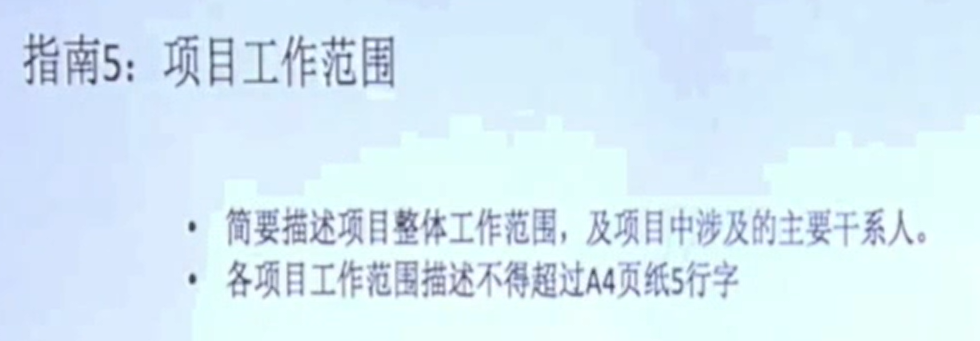 指南5：项目工作范围
• 简要描述项目整体工作范围，及项目中涉及的主要干系人。
• 各项目工作范围描述不得超过A4页纸5行字